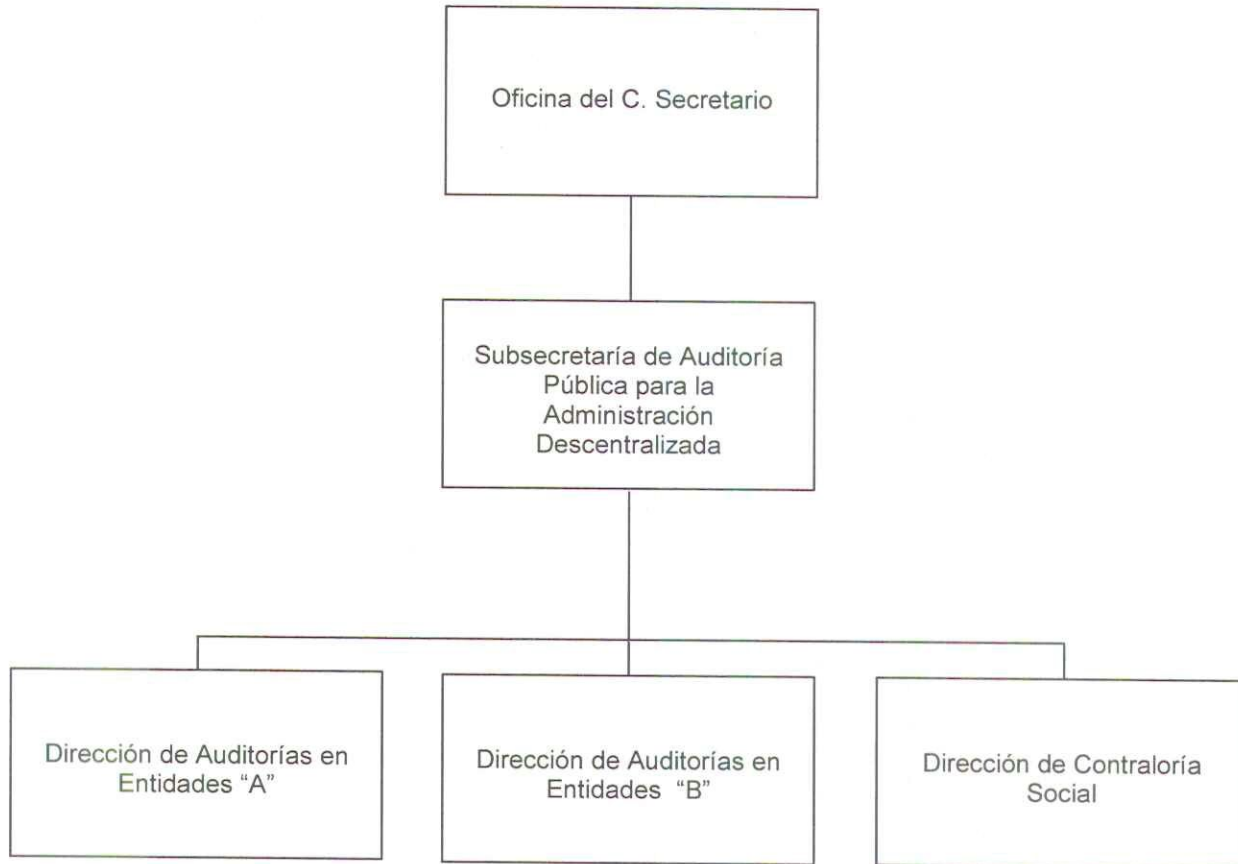 Oficina del C. Secretario
Subsecretaría de Auditoría
Pública para la
Administración
Descentralizada
Dirección de Auditorías en
Entidades “A”
Dirección de Auditorías en
Entidades “B”
Dirección de Contraloría
Social